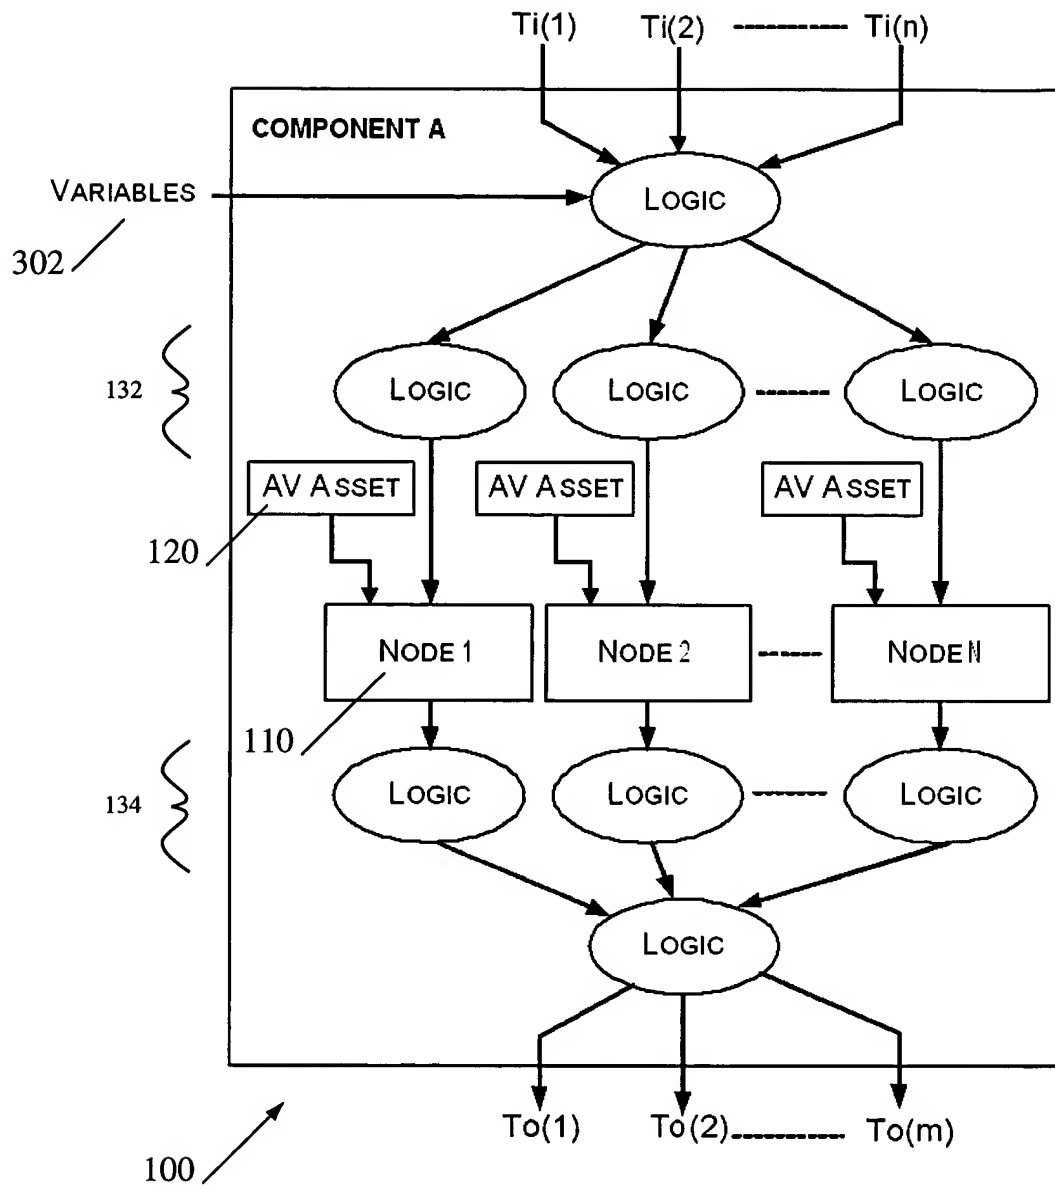 Ti(1) Ti(2) Ti(n)
COMPONENT A
VARIABLES
LOGIC
302
132
LOGIC LOGIC LOGIC
AV ASSET AV ASSET AV ASSET
120
NODE 1 NODE 2 NODE N
110
134
LOGIC LOGIC LOGIC
LOGIC
To(1) To(2) To(m)
100